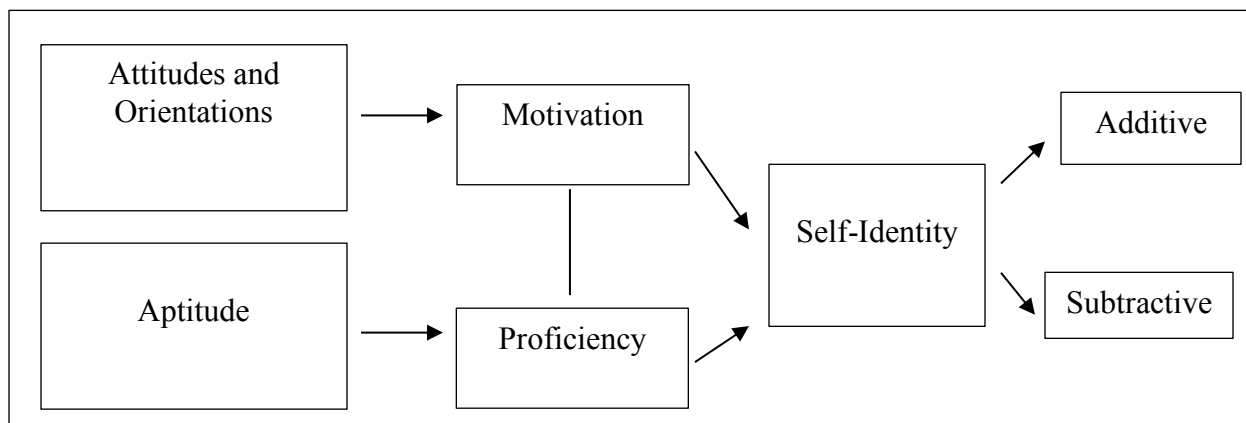 Attitudes and
Orientations
Motivation
Additive
Self-Identity
Aptitude
Proficiency
Subtractive